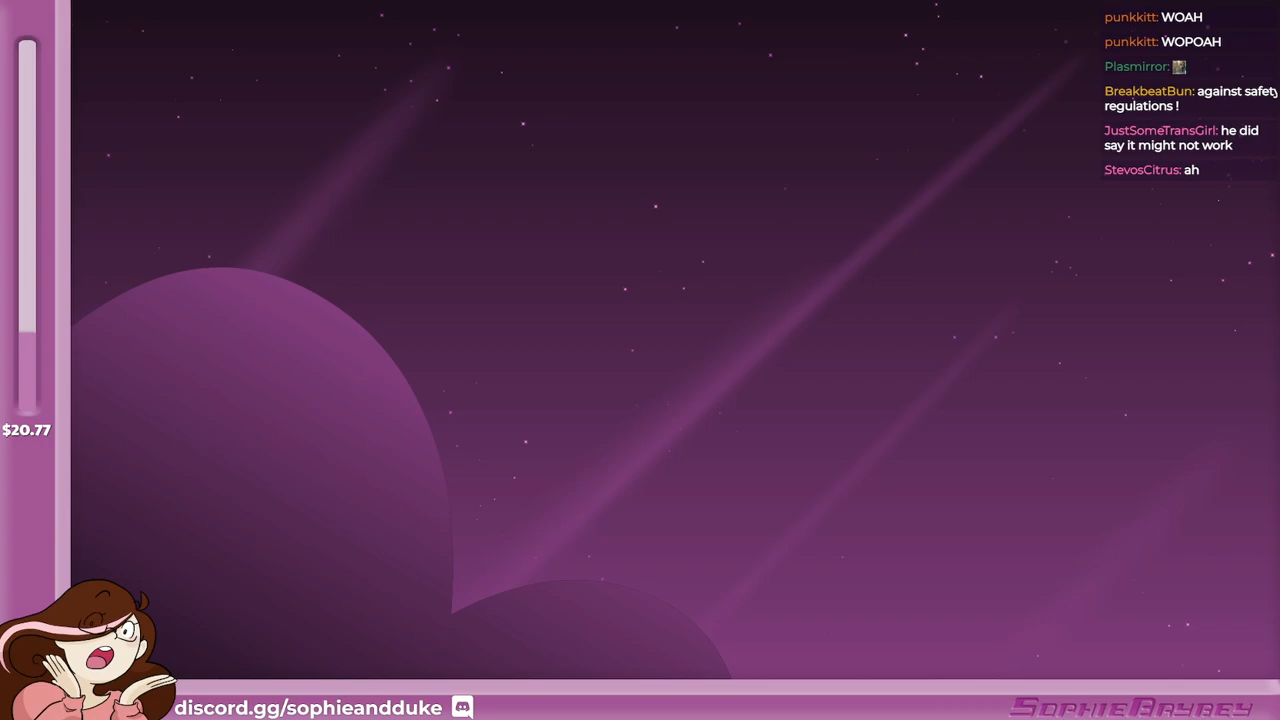 punkkitt: WOAH
punkkitt: WOPOAH
Plasmirror:
BreakbeatBun: against safety
regulations !
JustSomeTransGirl: he did
say it might not work
StevosCitrus: ah
$20.77
discord.gg/sophieandduke
SOPHIEBAYBEY